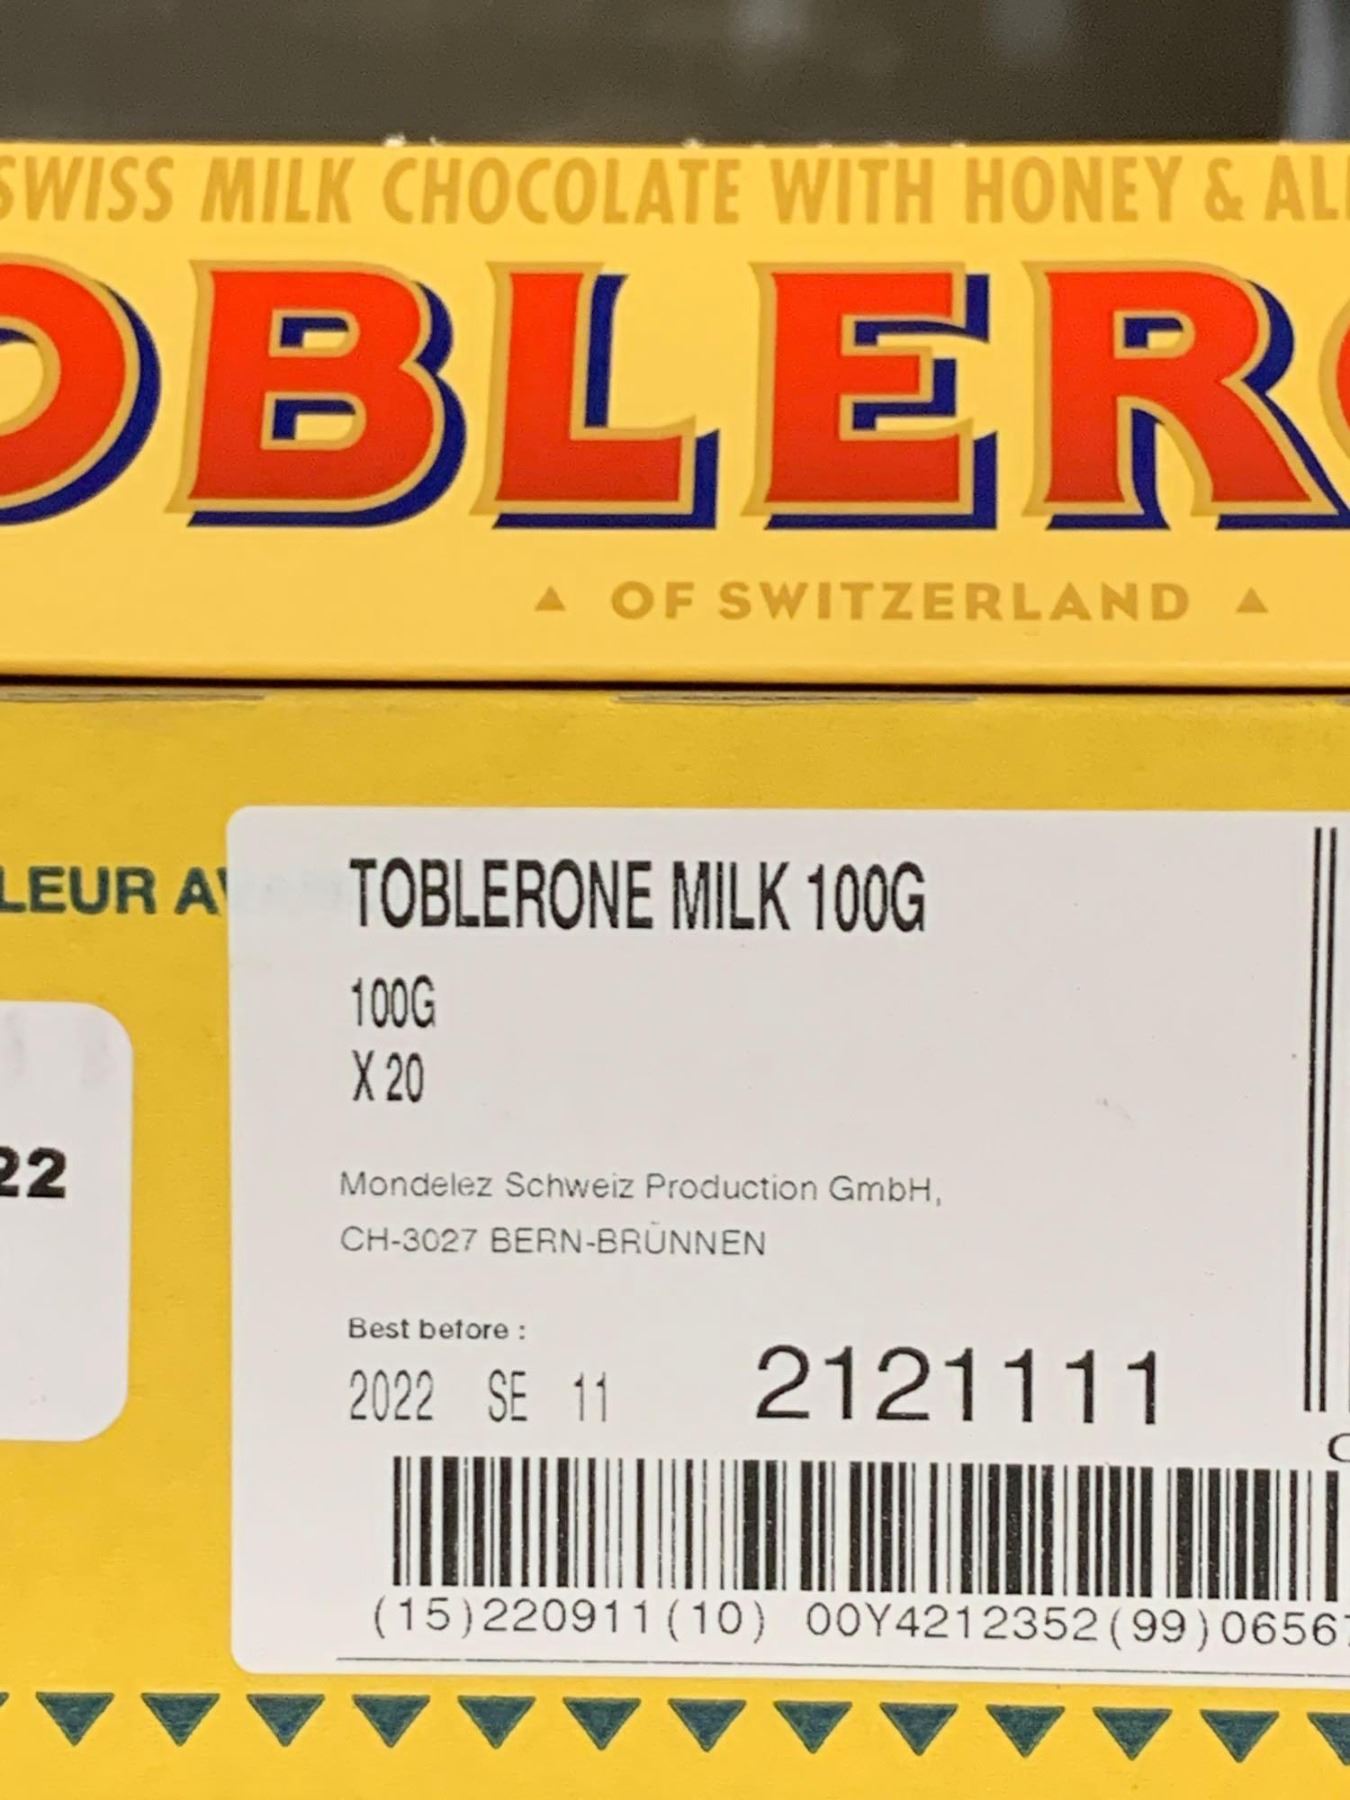 SWISS MILK CHOCOLATE WITH HONEY & AL
OBLER
OF SWITZERLAND
LEUR AV
TOBLERONE MILK 100G
100G
X 20
22
Mondelez Schweiz Production GmbH,
CH-3027 BERN-BRÜNNEN
Best before :
2022 SE 11 2121111
(15)220911(10) 00Y4212352(99)0656